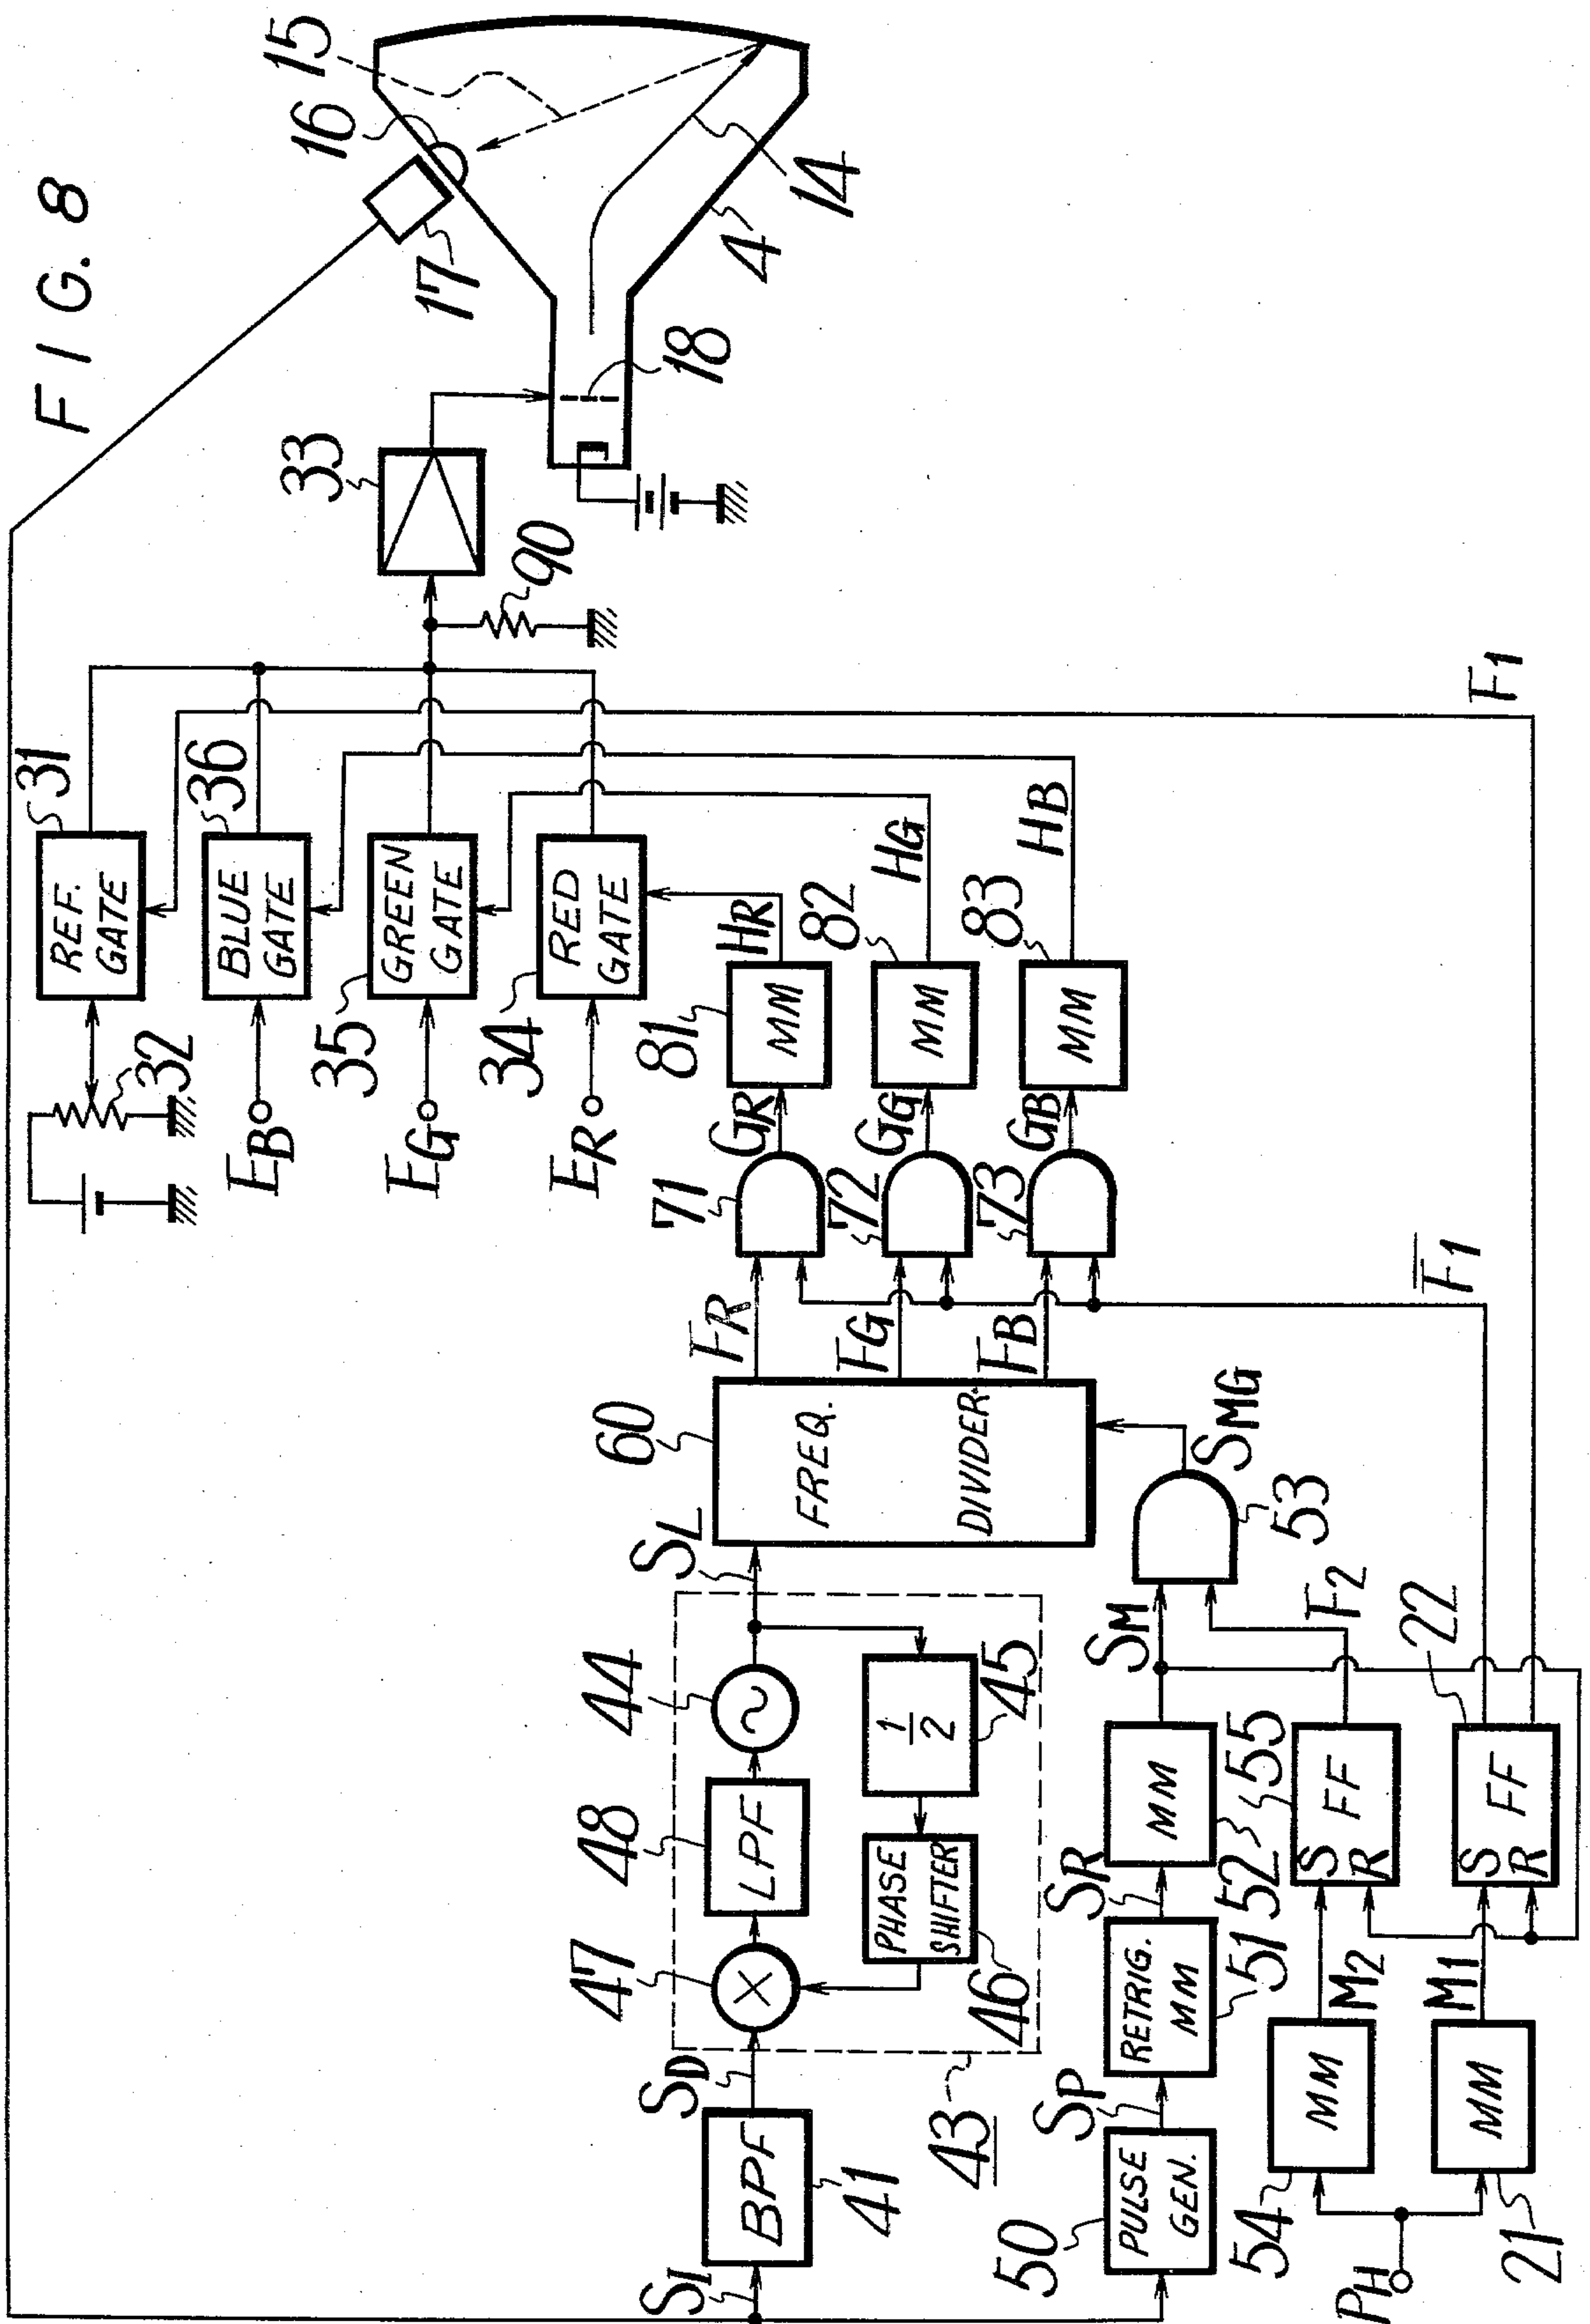 FIG. 8
15
16
17
4
14
18
33
90
31
REF. GATE
36
BLUE GATE
35
GREEN GATE
34
RED GATE
32
EB
EG
ER
F1
HR
HG
HB
81
MM
82
MM
83
MM
GR
GG
GB
71
72
73
FR
FG
FB
F̅1
60
FREQ. DIVIDER
SL
SMG
53
44
45
1/2
48
LPF
PHASE SHIFTER
46
47
43
SD
BPF
41
SI
SM
F2
22
52
MM
55
S
R
FF
S
R
FF
SR
RETRIG. MM
51
SP
PULSE GEN.
50
M2
M1
MM
54
MM
21
PH